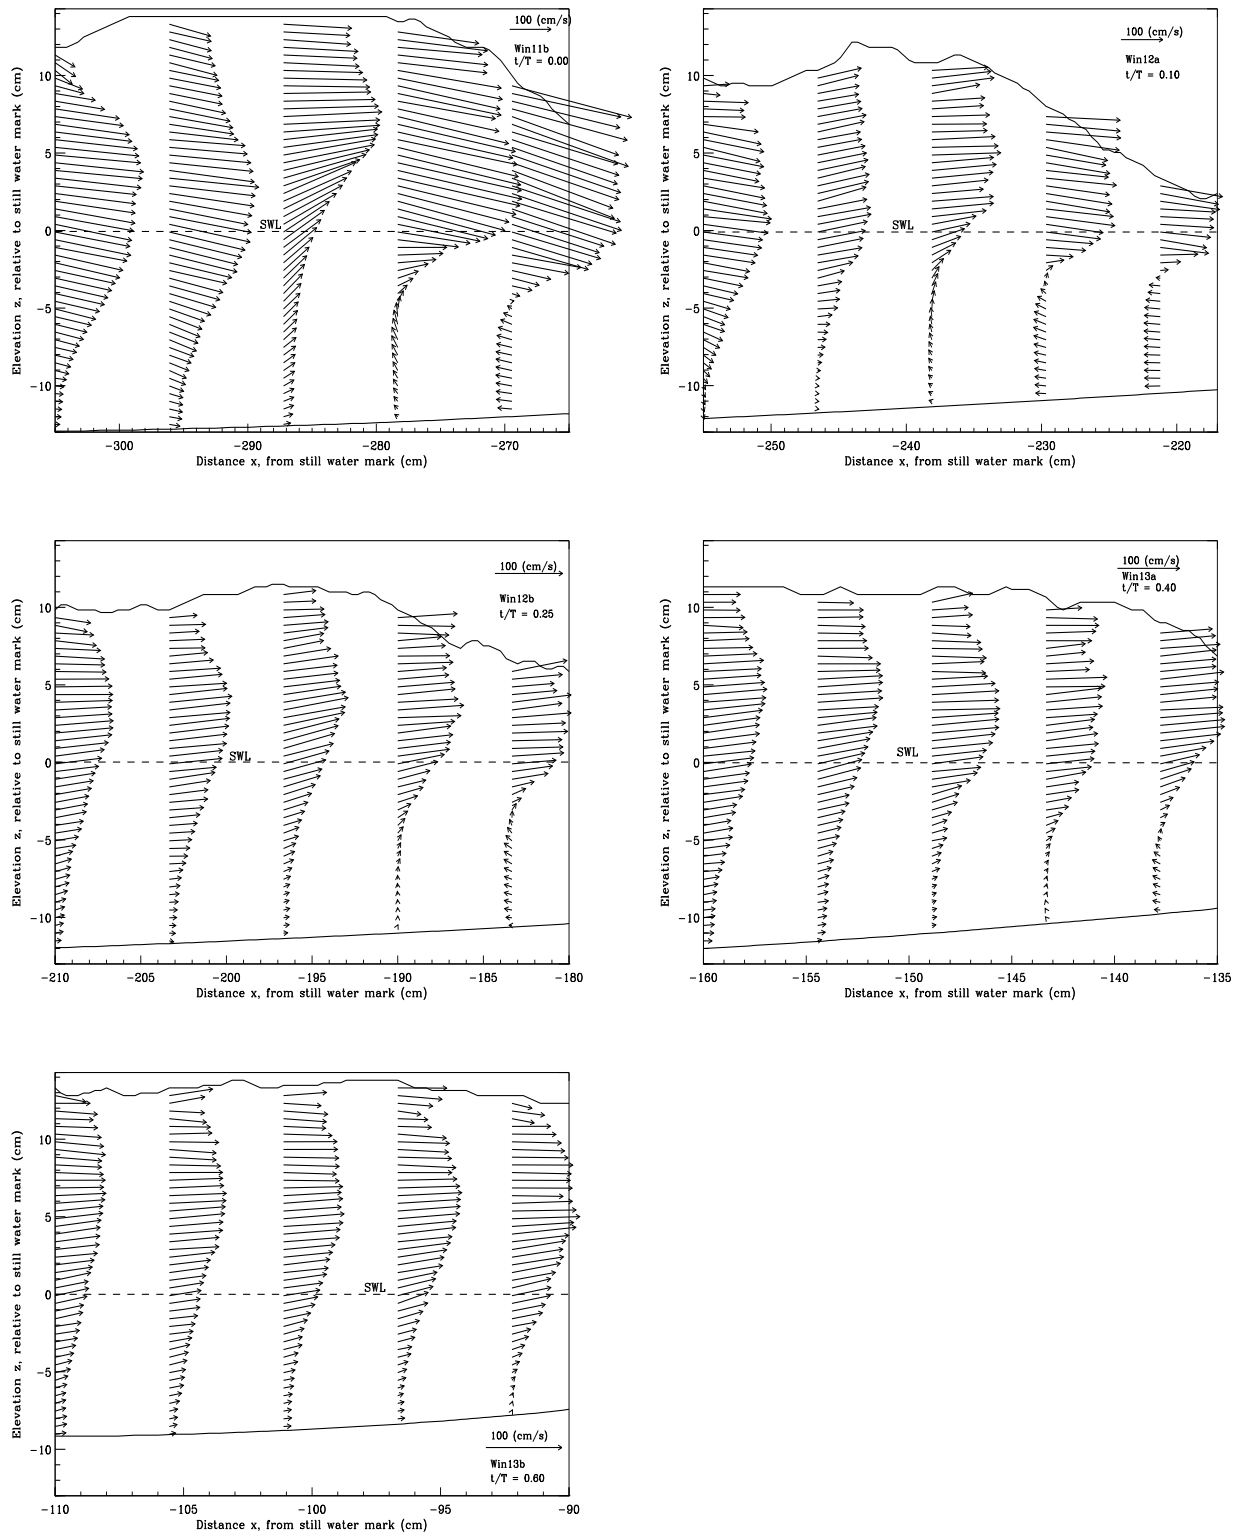 100 (cm/s)
Win11b
t/T = 0.00
Elevation z, relative to still water mark (cm)
10
5
0
−5
−10
SWL
−300
−290
−280
−270
Distance x, from still water mark (cm)
100 (cm/s)
Win12a
t/T = 0.10
Elevation z, relative to still water mark (cm)
10
5
0
−5
−10
SWL
−250
−240
−230
−220
Distance x, from still water mark (cm)
100 (cm/s)
Win12b
t/T = 0.25
Elevation z, relative to still water mark (cm)
10
5
0
−5
−10
SWL
−210
−205
−200
−195
−190
−185
−180
Distance x, from still water mark (cm)
100 (cm/s)
Win13a
t/T = 0.40
Elevation z, relative to still water mark (cm)
10
5
0
−5
−10
SWL
−160
−155
−150
−145
−140
−135
Distance x, from still water mark (cm)
Elevation z, relative to still water mark (cm)
10
5
0
−5
−10
SWL
100 (cm/s)
Win13b
t/T = 0.60
−110
−105
−100
−95
−90
Distance x, from still water mark (cm)